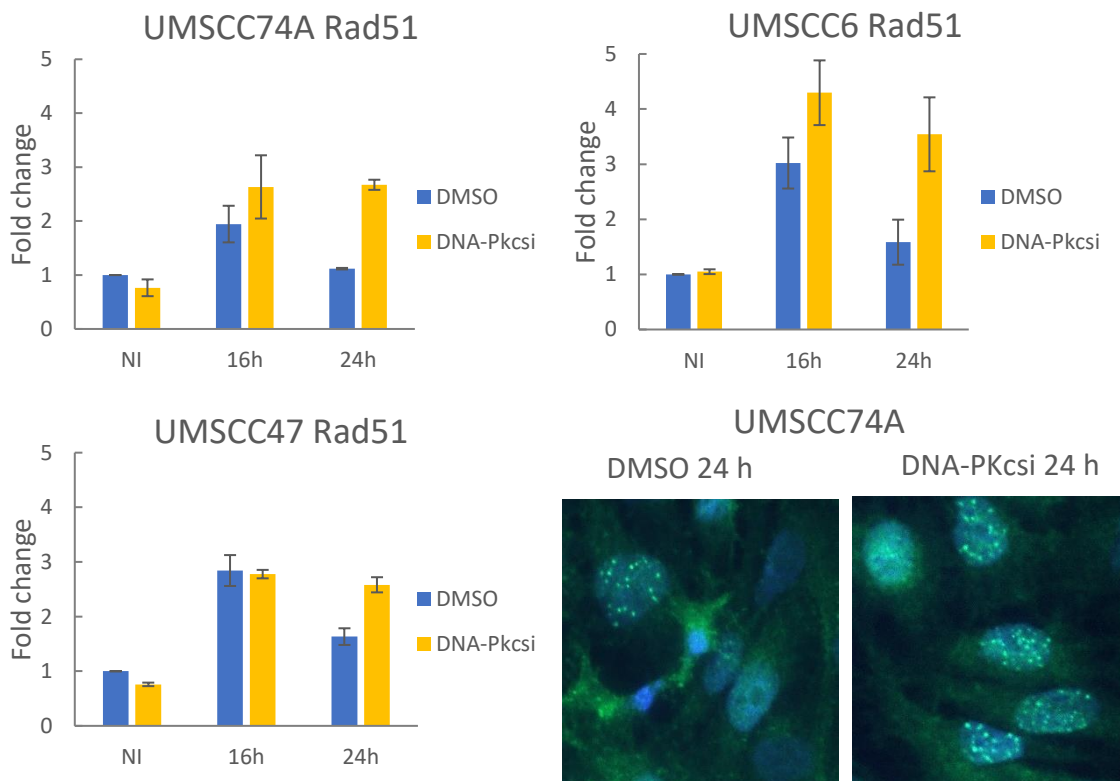 UMSCC74A Rad51
Fold change
5
4
3
2
1
0
NI 16h 24h
DMSO
DNA-Pkcsi
UMSCC6 Rad51
Fold change
5
4
3
2
1
0
NI 16h 24h
DMSO
DNA-Pkcsi
UMSCC47 Rad51
Fold change
5
4
3
2
1
0
NI 16h 24h
DMSO
DNA-Pkcsi
UMSCC74A
DMSO 24 h
DNA-PKcsi 24 h